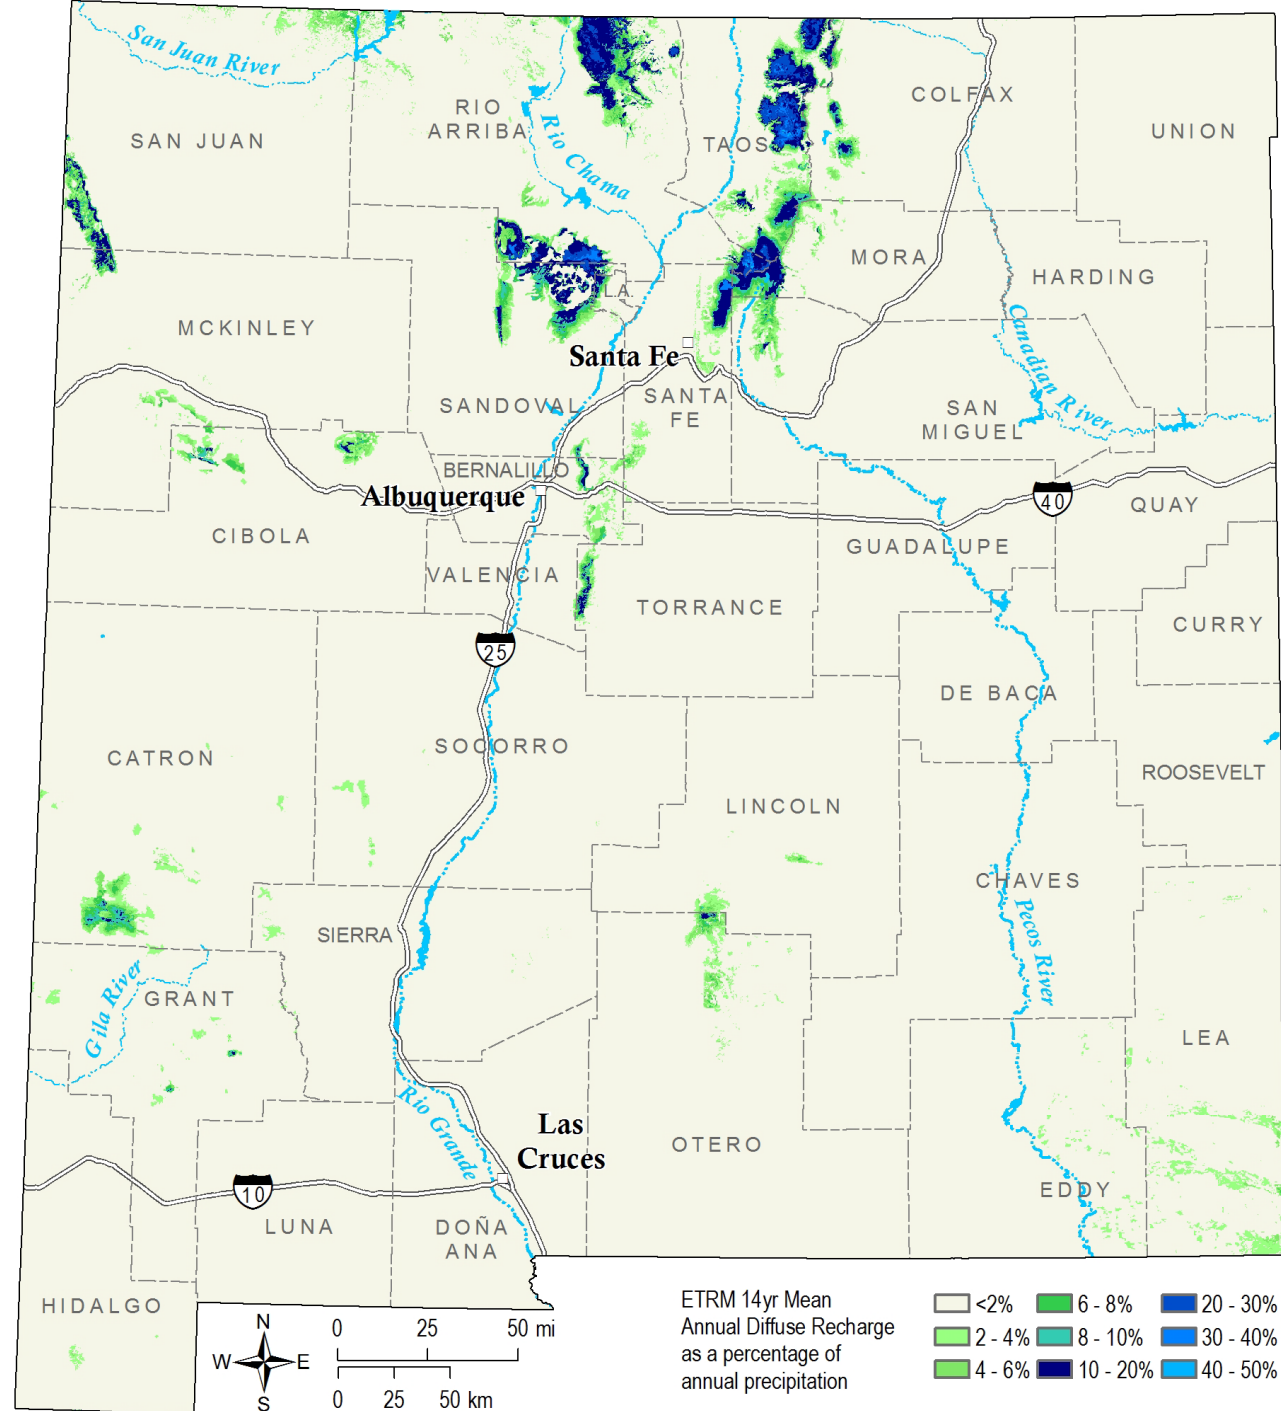 San Juan River
COLFAX
RIO
ARRIBA
UNION
SAN JUAN
TAOS
Rio Chama
MORA
HARDING
L.A.
MCKINLEY
Canadian River
Santa Fe
SANDOVAL
SANTA
FE
SAN
MIGUEL
BERNALILLO
Albuquerque
40
QUAY
CIBOLA
GUADALUPE
VALENCIA
TORRANCE
CURRY
25
DE BACA
SOCORRO
CATRON
ROOSEVELT
LINCOLN
CHAVES
SIERRA
Pecos River
GRANT
Gila River
LEA
Rio Grande
Las
Cruces
OTERO
10
EDDY
LUNA
DOÑA
ANA
HIDALGO
N
W E
S
0 25 50 mi
0 25 50 km
ETRM 14yr Mean
Annual Diffuse Recharge
as a percentage of
annual precipitation
<2% 6 - 8% 20 - 30%
2 - 4% 8 - 10% 30 - 40%
4 - 6% 10 - 20% 40 - 50%